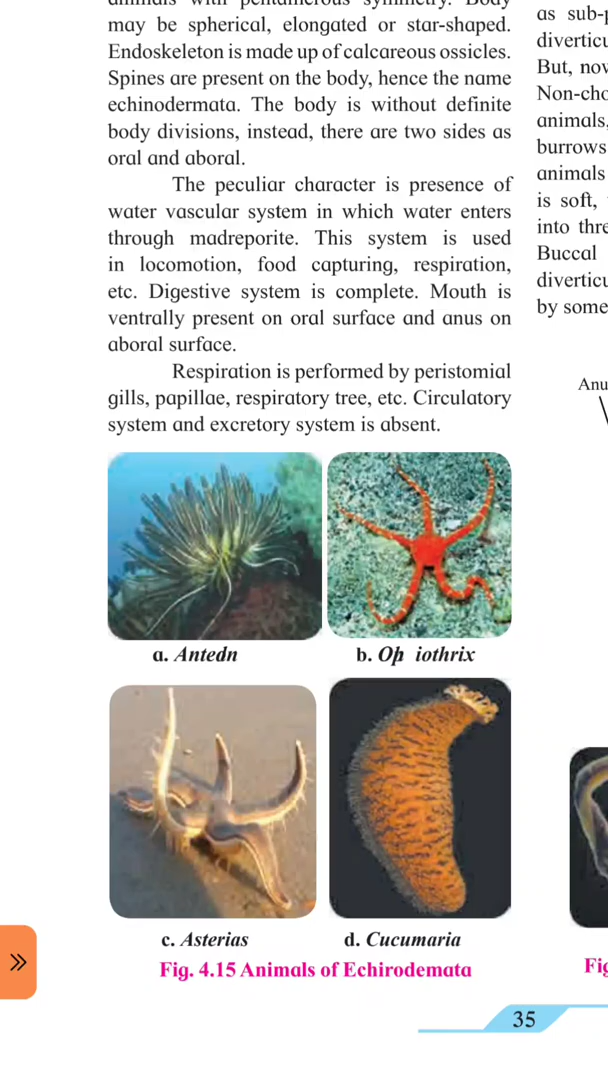 animals with pentamerous symmetry. Body
may be spherical, elongated or star-shaped.
Endoskeleton is made up of calcareous ossicles.
Spines are present on the body, hence the name
echinodermata. The body is without definite
body divisions, instead, there are two sides as
oral and aboral.
The peculiar character is presence of
water vascular system in which water enters
through madreporite. This system is used
in locomotion, food capturing, respiration,
etc. Digestive system is complete. Mouth is
ventrally present on oral surface and anus on
aboral surface.
Respiration is performed by peristomial
gills, papillae, respiratory tree, etc. Circulatory
system and excretory system is absent.
a. Antedn
b. Oph iothrix
c. Asterias
d. Cucumaria
Fig. 4.15 Animals of Echirodemata
as sub-p
diverticu
But, now
Non-cho
animals,
burrows
animals
is soft,
into thre
Buccal
diverticu
by some
Anu
Fig
35